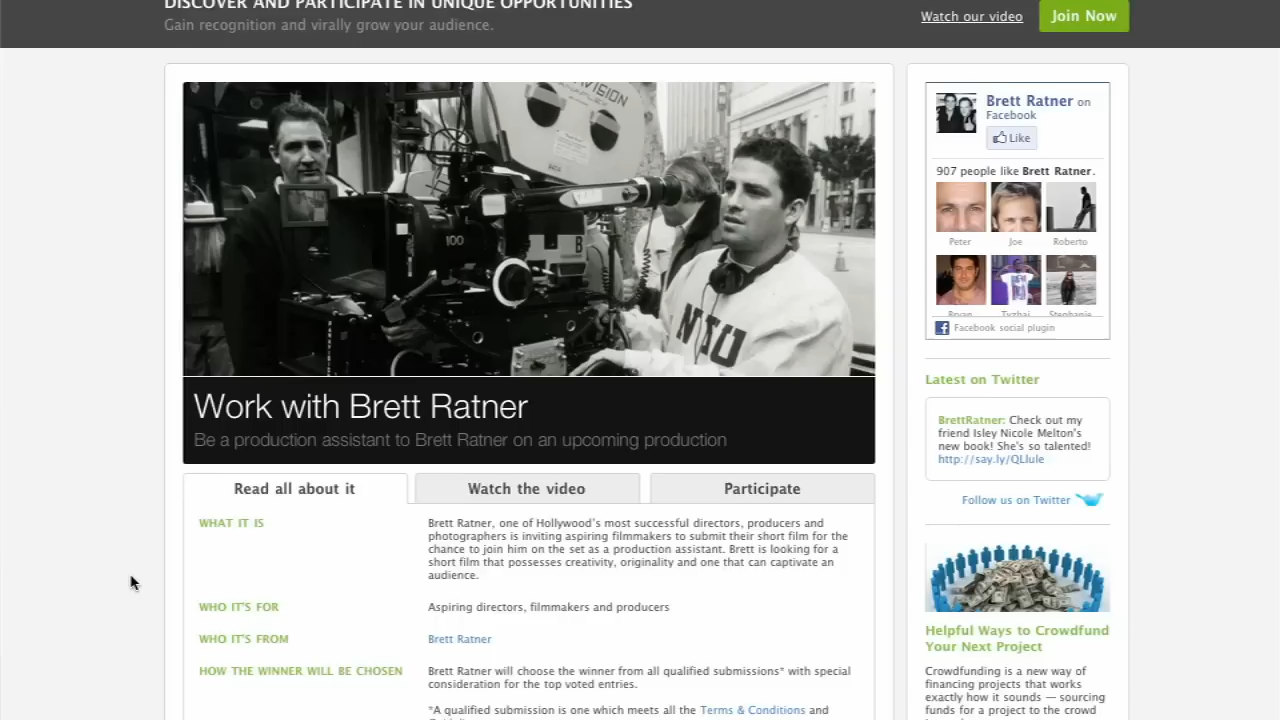 DISCOVER AND PARTICIPATE IN UNIQUE OPPORTUNITIES
Gain recognition and virally grow your audience.
Watch our video
Join Now
VISION
100
B
NYU
Work with Brett Ratner
Be a production assistant to Brett Ratner on an upcoming production
Read all about it
Watch the video
Participate
WHAT IT IS
Brett Ratner, one of Hollywood's most successful directors, producers and
photographers is inviting aspiring filmmakers to submit their short film for the
chance to join him on the set as a production assistant. Brett is looking for a
short film that possesses creativity, originality and one that can captivate an
audience.
WHO IT'S FOR
Aspiring directors, filmmakers and producers
WHO IT'S FROM
Brett Ratner
HOW THE WINNER WILL BE CHOSEN
Brett Ratner will choose the winner from all qualified submissions* with special
consideration for the top voted entries.
*A qualified submission is one which meets all the Terms & Conditions and
Brett Ratner on
Facebook
Like
907 people like Brett Ratner.
Peter Joe Roberto
Bryan Stephanie
Facebook social plugin
Latest on Twitter
BrettRatner: Check out my
friend Isley Nicole Melton's
new book! She's so talented!
http://say.ly/QLlule
Follow us on Twitter
Helpful Ways to Crowdfund
Your Next Project
Crowdfunding is a new way of
financing projects that works
exactly how it sounds — sourcing
funds for a project to the crowd